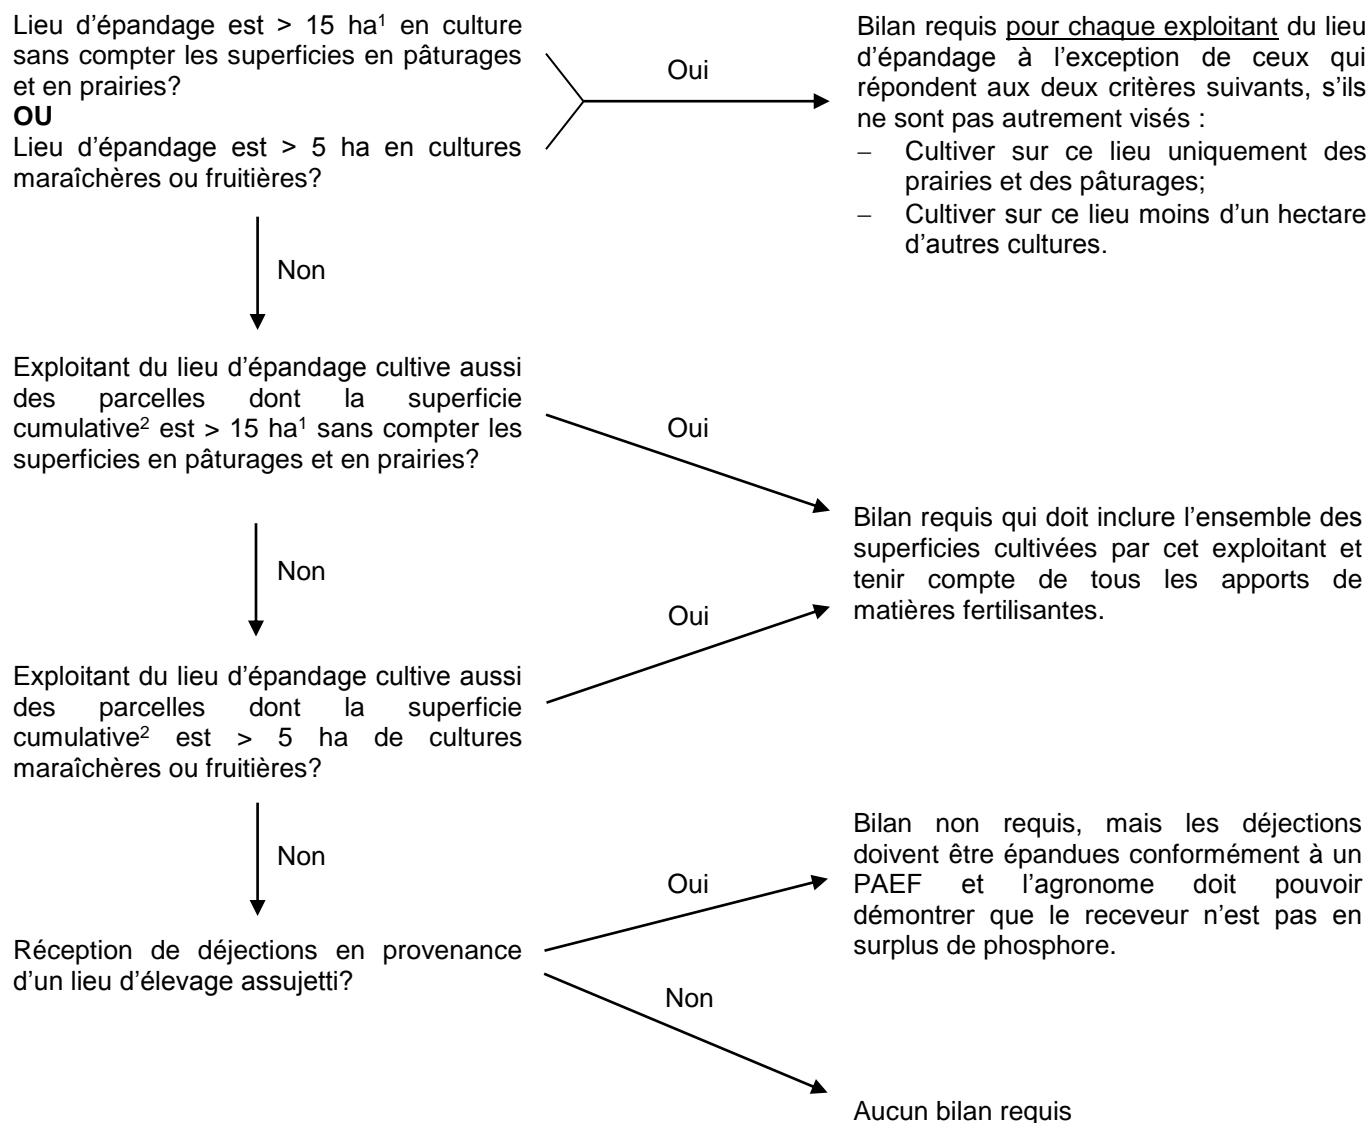 Lieu d’épandage est > 15 ha¹ en culture
sans compter les superficies en pâturages
et en prairies?
OU
Lieu d’épandage est > 5 ha en cultures
maraîchères ou fruitières?
Oui
Bilan requis pour chaque exploitant du lieu
d’épandage à l’exception de ceux qui
répondent aux deux critères suivants, s’ils
ne sont pas autrement visés :
– Cultiver sur ce lieu uniquement des
prairies et des pâturages;
– Cultiver sur ce lieu moins d’un hectare
d’autres cultures.
Non
Exploitant du lieu d’épandage cultive aussi
des parcelles dont la superficie
cumulative² est > 15 ha¹ sans compter les
superficies en pâturages et en prairies?
Oui
Bilan requis qui doit inclure l’ensemble des
superficies cultivées par cet exploitant et
tenir compte de tous les apports de
matières fertilisantes.
Non
Oui
Exploitant du lieu d’épandage cultive aussi
des parcelles dont la superficie
cumulative² est > 5 ha de cultures
maraîchères ou fruitières?
Non
Oui
Bilan non requis, mais les déjections
doivent être épandues conformément à un
PAEF et l’agronome doit pouvoir
démontrer que le receveur n’est pas en
surplus de phosphore.
Réception de déjections en provenance
d’un lieu d’élevage assujetti?
Non
Aucun bilan requis